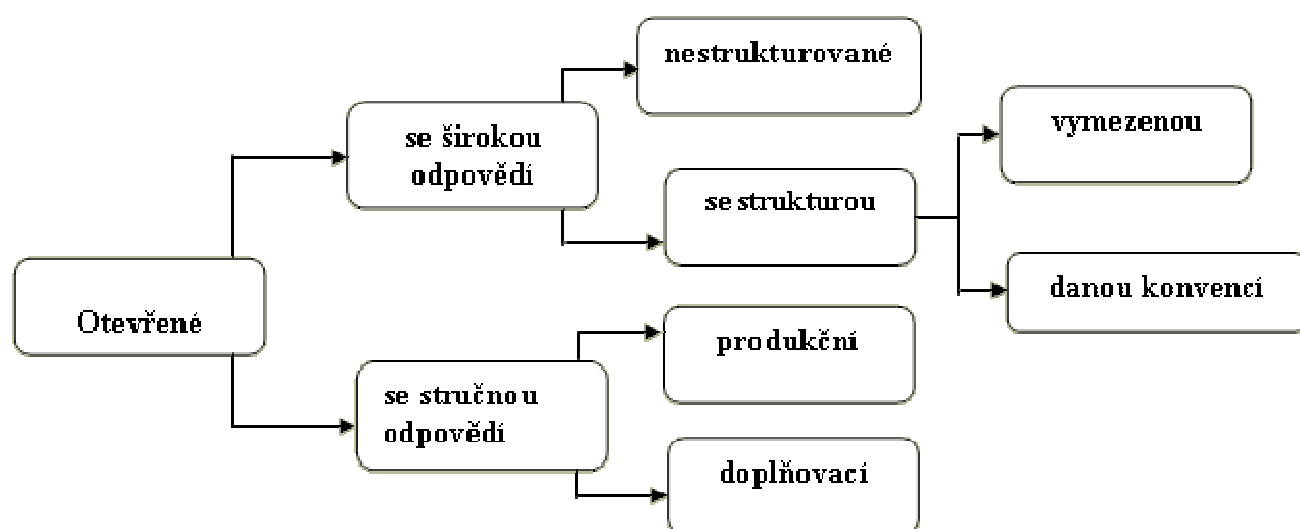 nestrukturované
se širokou
odpovědí
vymezenou
se strukturou
danou konvencí
Otevřené
produkční
se stručnou
odpovědí
doplňovací